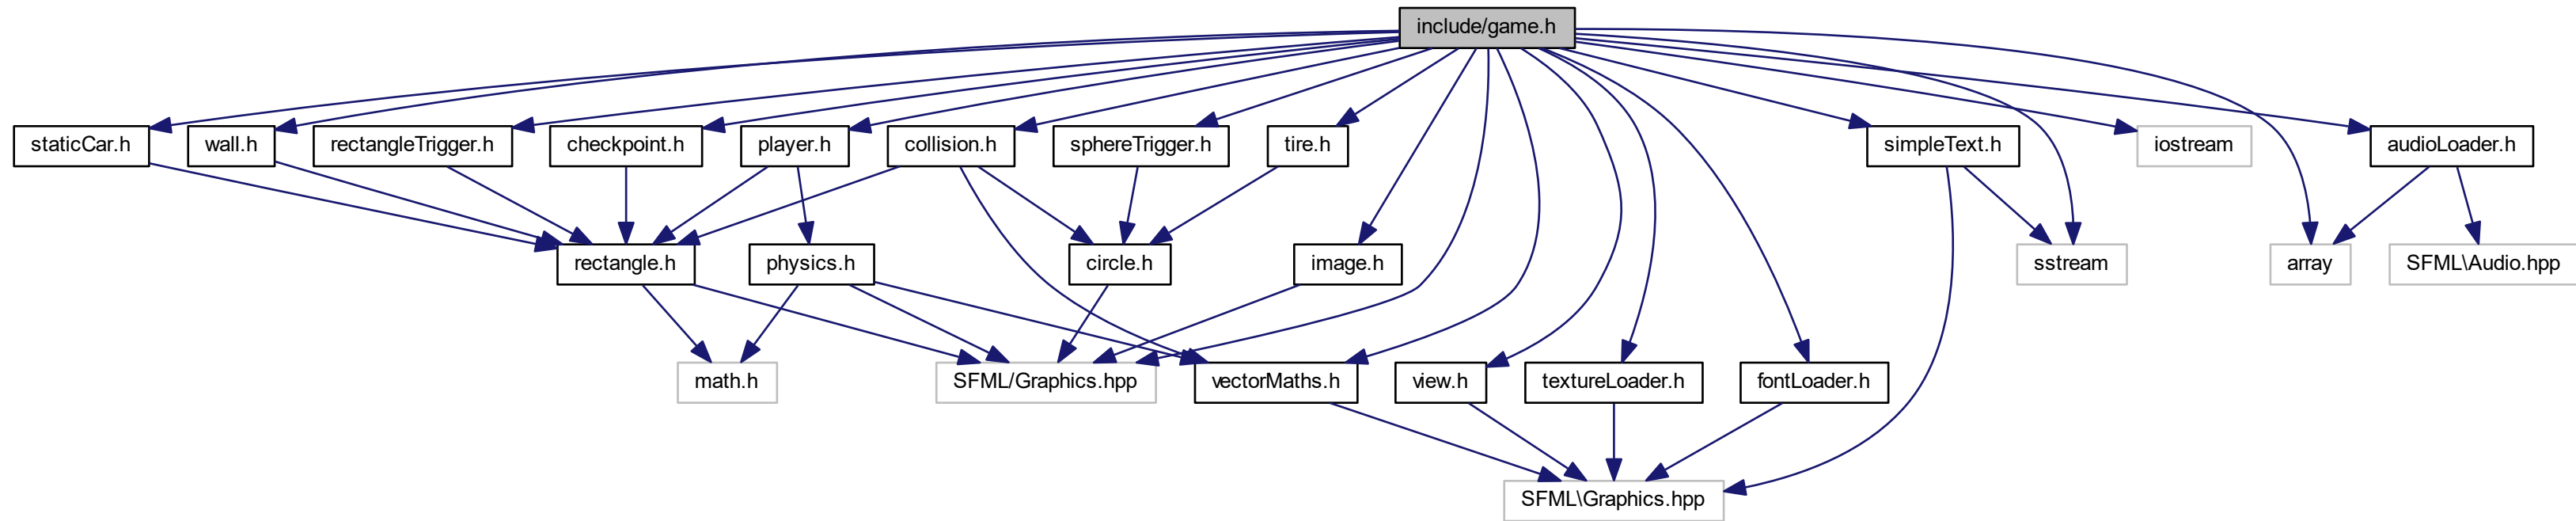 include/game.h
staticCar.h
wall.h
rectangleTrigger.h
checkpoint.h
player.h
collision.h
sphereTrigger.h
tire.h
simpleText.h
iostream
audioLoader.h
rectangle.h
physics.h
circle.h
image.h
sstream
array
SFML\Audio.hpp
math.h
SFML/Graphics.hpp
vectorMaths.h
view.h
textureLoader.h
fontLoader.h
SFML\Graphics.hpp